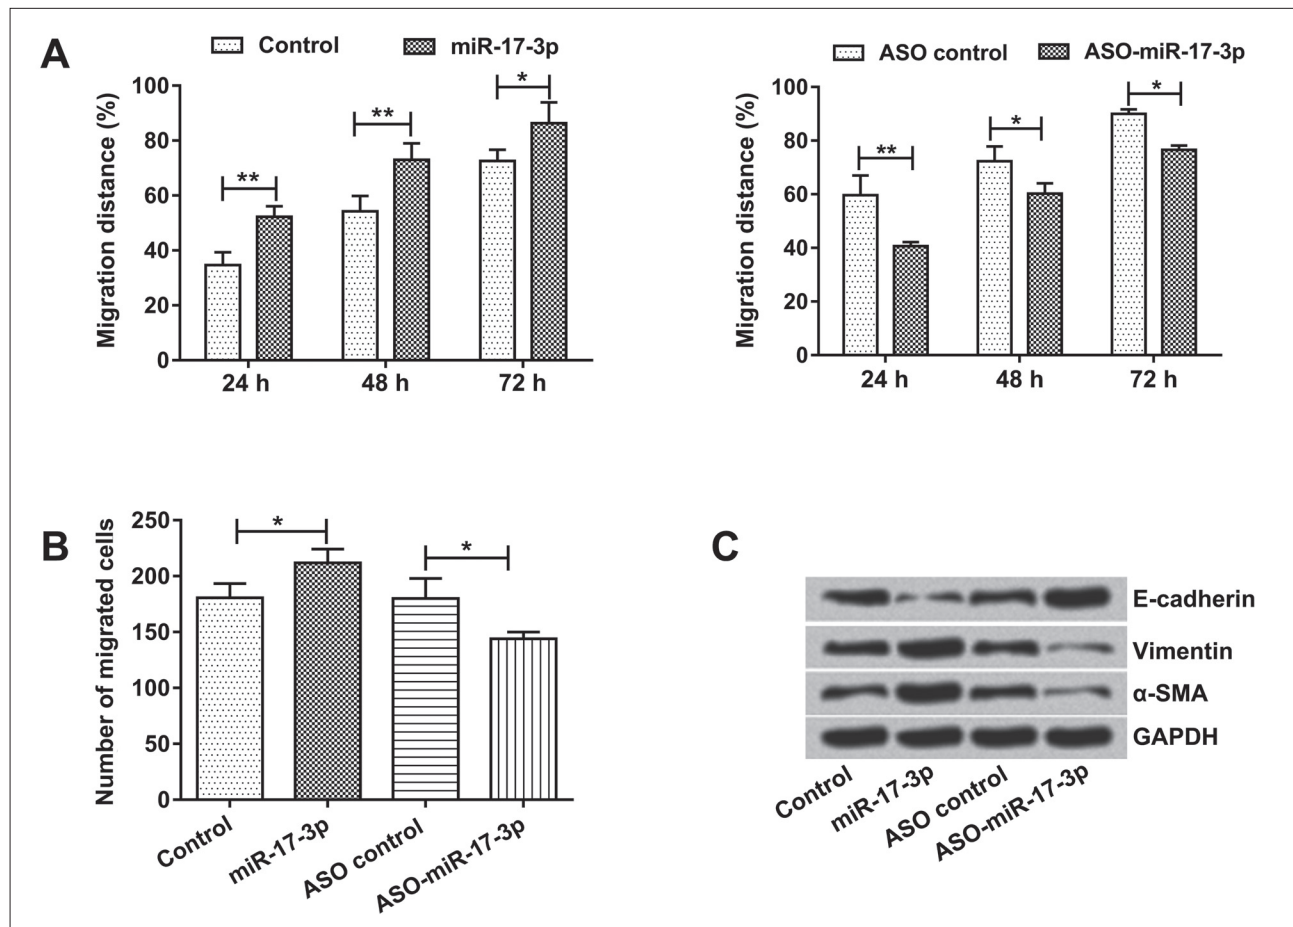 A
Control miR-17-3p
Migration distance (%)
100
80
60
40
20
0
** ** *
24 h 48 h 72 h
ASO control ASO-miR-17-3p
Migration distance (%)
100
80
60
40
20
0
** * *
24 h 48 h 72 h
B
Number of migrated cells
250
200
150
100
50
0
* *
Control miR-17-3p ASO control ASO-miR-17-3p
C
E-cadherin
Vimentin
α-SMA
GAPDH
Control miR-17-3p ASO control ASO-miR-17-3p